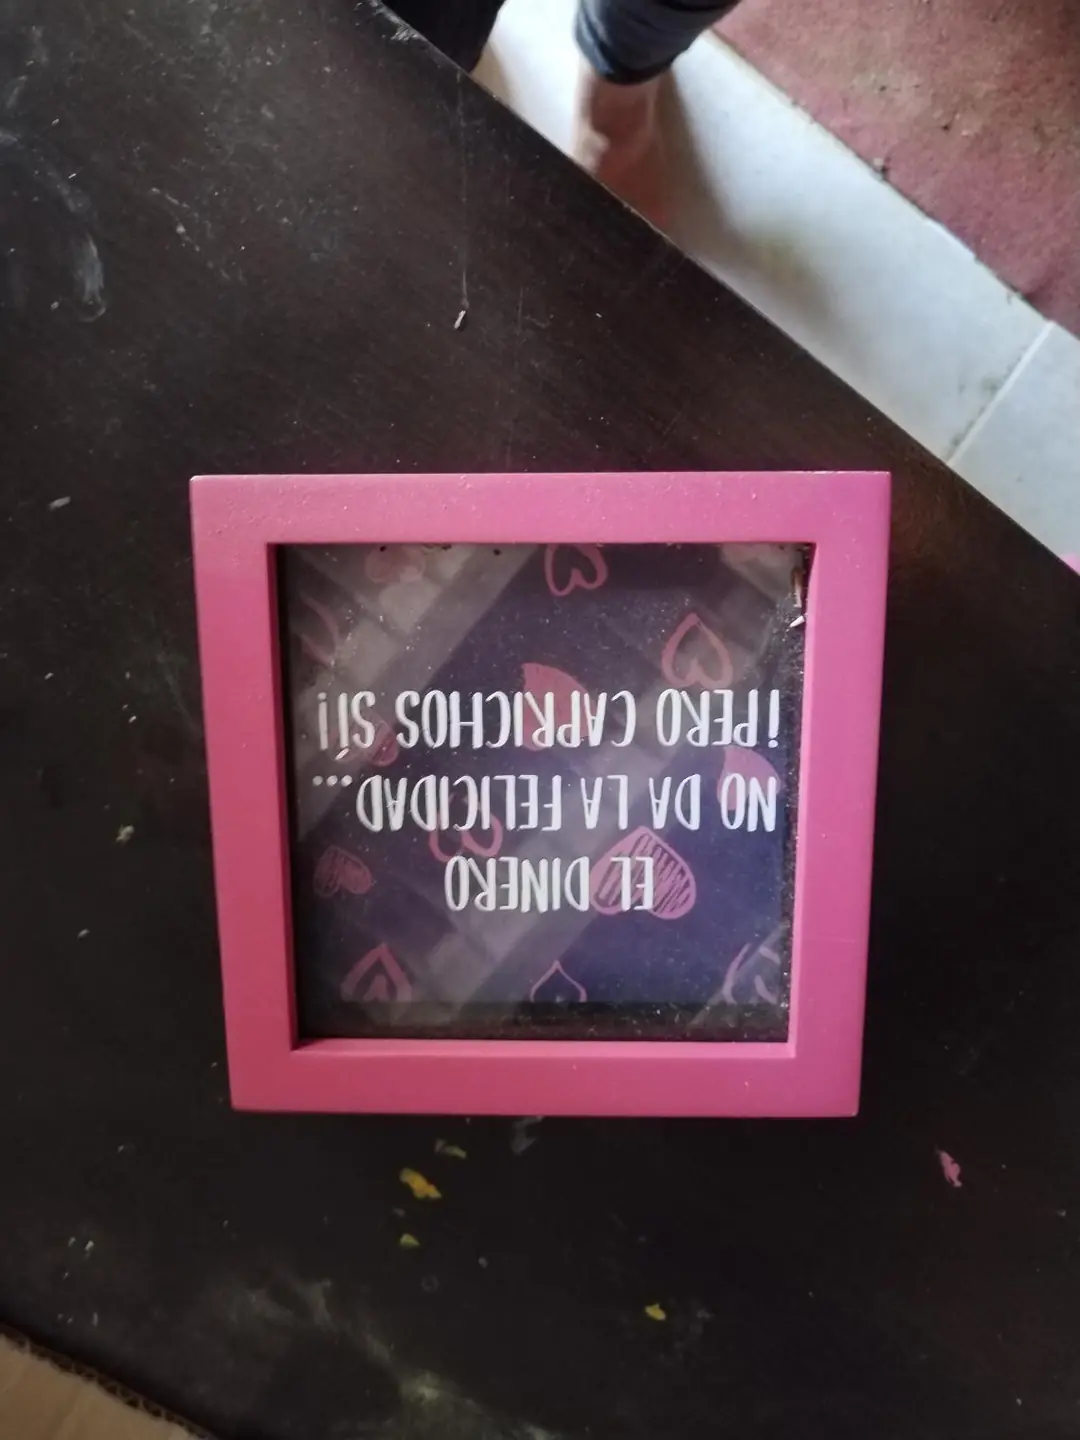 EL DINERO
NO DA LA FELICIDAD...
¡PERO CAPRICHOS SÍ!